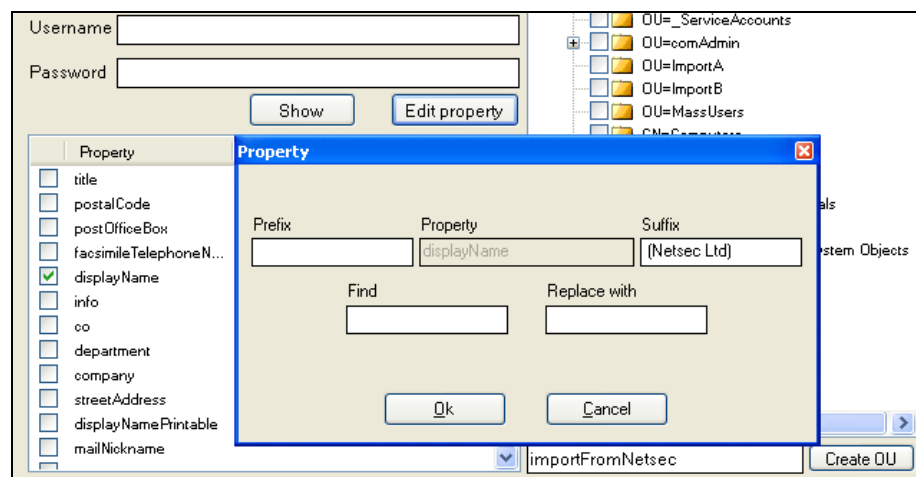 Username
Password
Show
Edit property
OU=_ServiceAccounts
OU=comAdmin
OU=ImportA
OU=ImportB
OU=MassUsers
CN=Computers
Property
title
postalCode
postOfficeBox
facsimileTelephoneN...
displayName
info
co
department
company
streetAddress
displayNamePrintable
mailNickname
Property
Prefix
Property
Suffix
displayName
(Netsec Ltd)
Find
Replace with
Ok
Cancel
Objects
importFromNetsec
Create OU